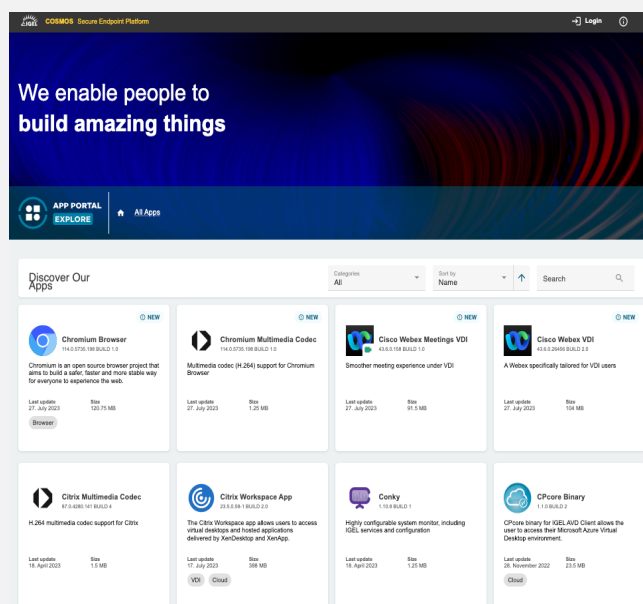 IGEL COSMOS Secure Endpoint Platform
Login
We enable people to
build amazing things
APP PORTAL
EXPLORE
All Apps
Discover Our
Apps
Categories
All
Sort by
Name
Search
NEW
Chromium Browser
114.0.5735.198 BUILD 1.0
Chromium is an open source browser project that
aims to build a safer, faster and more stable way
for everyone to experience the web.
Last update
27. July 2023
Size
120.75 MB
Browser
NEW
Chromium Multimedia Codec
114.0.5735.198 BUILD 1.0
Multimedia codec (H.264) support for Chromium
Browser
Last update
27. July 2023
Size
1.25 MB
NEW
Cisco Webex Meetings VDI
43.6.0.198 BUILD 1.0
Smoother meeting experience under VDI
Last update
27. July 2023
Size
91.5 MB
NEW
Cisco Webex VDI
43.6.0.26456 BUILD 2.0
A Webex specifically tailored for VDI users
Last update
27. July 2023
Size
104 MB
Citrix Multimedia Codec
97.0.4280.141 BUILD 4
H.264 multimedia codec support for Citrix
Last update
18. April 2023
Size
1.5 MB
Citrix Workspace App
23.5.0.58-1 BUILD 2.0
The Citrix Workspace app allows users to access
virtual desktops and hosted applications
delivered by XenDesktop and XenApp.
Last update
17. July 2023
Size
398 MB
VDI
Cloud
Conky
1.10.8 BUILD 1
Highly configurable system monitor, including
IGEL services and configuration
Last update
18. April 2023
Size
1.25 MB
CPcore Binary
1.1.0 BUILD 2
CPcore binary for IGEL AVD Client allows the
user to access their Microsoft Azure Virtual
Desktop environment.
Last update
28. November 2022
Size
23.5 MB
Cloud